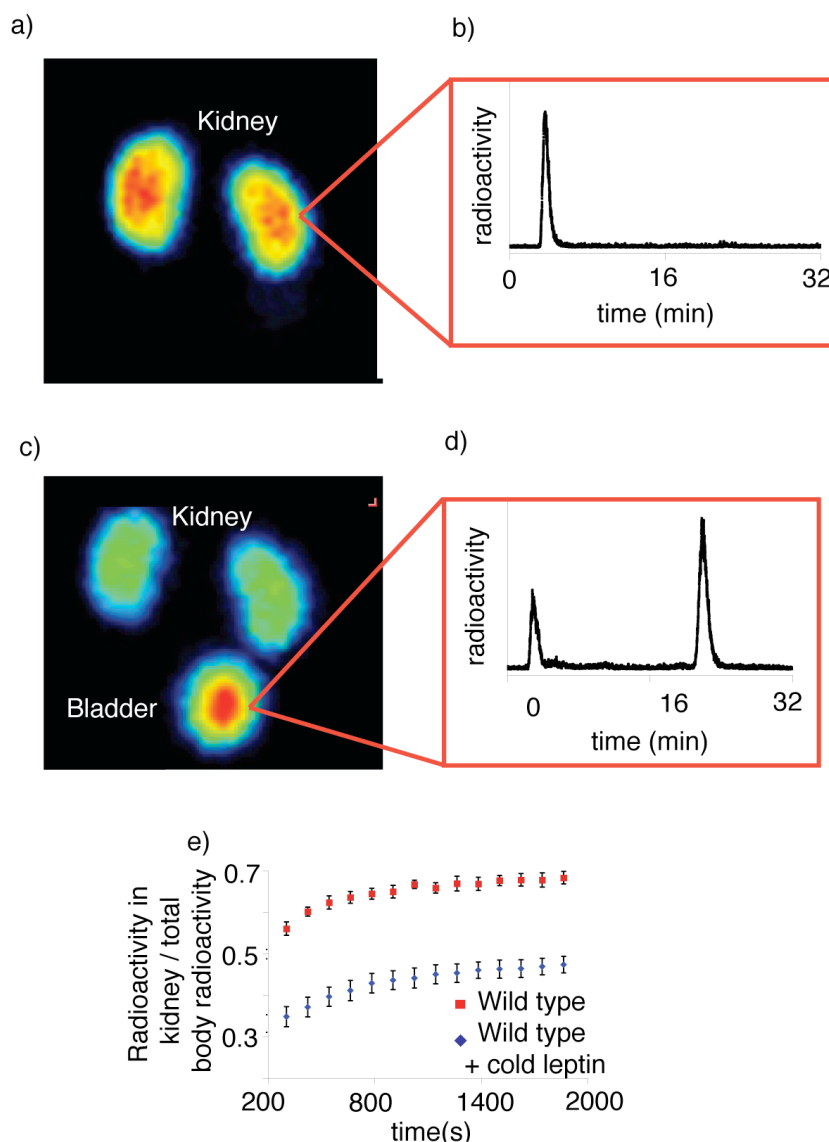 a)
Kidney
b)
radioactivity
0 16 32
time (min)
c)
Kidney
L
Bladder
d)
radioactivity
0 16 32
time (min)
e)
Radioactivity in
kidney / total
body radioactivity
0.7
0.5
0.3
Wild type
Wild type
+ cold leptin
200 800 1400 2000
time(s)